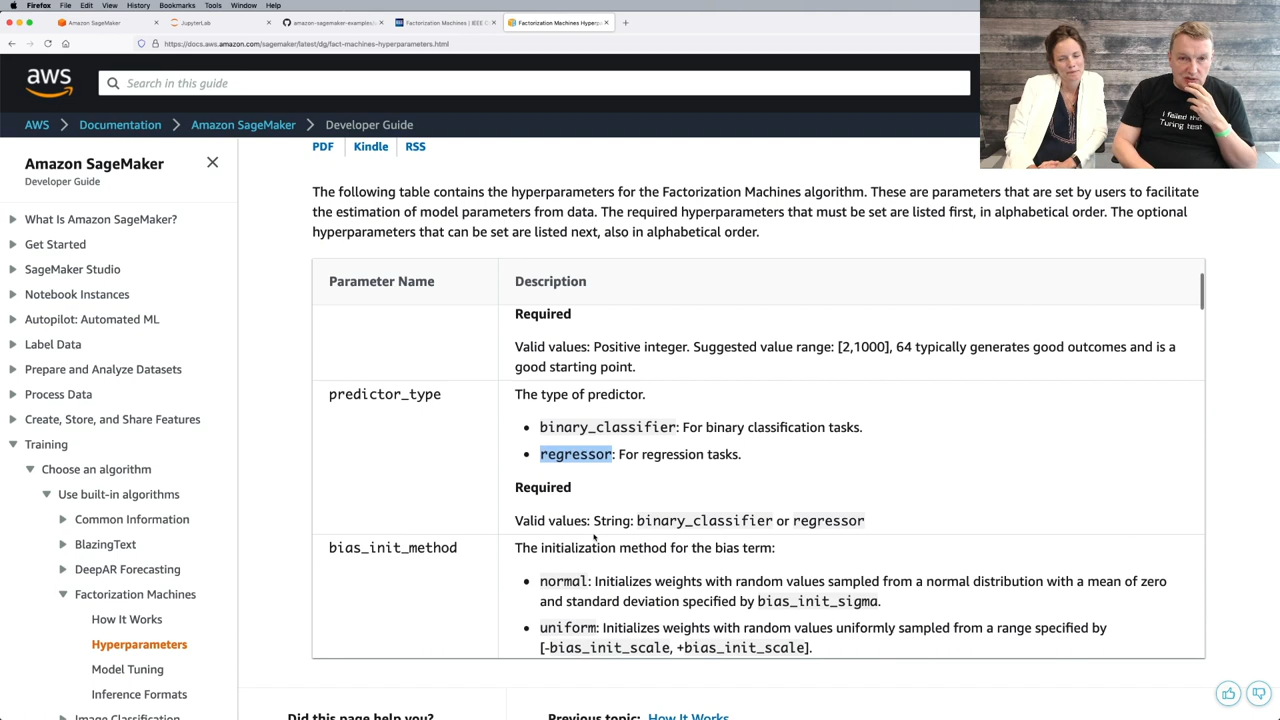 Firefox File Edit View History Bookmarks Tools Window Help
Amazon SageMaker
JupyterLab
amazon-sagemaker-examples/
Factorization Machines | IEEE
Factorization Machines Hyperp
https://docs.aws.amazon.com/sagemaker/latest/dg/fact-machines-hyperparameters.html
aws
Search in this guide
AWS > Documentation > Amazon SageMaker > Developer Guide
I failed the
Turing test
Amazon SageMaker
Developer Guide
What Is Amazon SageMaker?
Get Started
SageMaker Studio
Notebook Instances
Autopilot: Automated ML
Label Data
Prepare and Analyze Datasets
Process Data
Create, Store, and Share Features
Training
Choose an algorithm
Use built-in algorithms
Common Information
BlazingText
DeepAR Forecasting
Factorization Machines
How It Works
Hyperparameters
Model Tuning
Inference Formats
Image Classification
PDF Kindle RSS
The following table contains the hyperparameters for the Factorization Machines algorithm. These are parameters that are set by users to facilitate
the estimation of model parameters from data. The required hyperparameters that must be set are listed first, in alphabetical order. The optional
hyperparameters that can be set are listed next, also in alphabetical order.
Parameter Name Description
Required
Valid values: Positive integer. Suggested value range: [2,1000], 64 typically generates good outcomes and is a
good starting point.
predictor_type The type of predictor.
• binary_classifier: For binary classification tasks.
• regressor: For regression tasks.
Required
Valid values: String: binary_classifier or regressor
bias_init_method The initialization method for the bias term:
• normal: Initializes weights with random values sampled from a normal distribution with a mean of zero
and standard deviation specified by bias_init_sigma.
• uniform: Initializes weights with random values uniformly sampled from a range specified by
[-bias_init_scale, +bias_init_scale].
Did this page help you?
Previous topic: How It Works